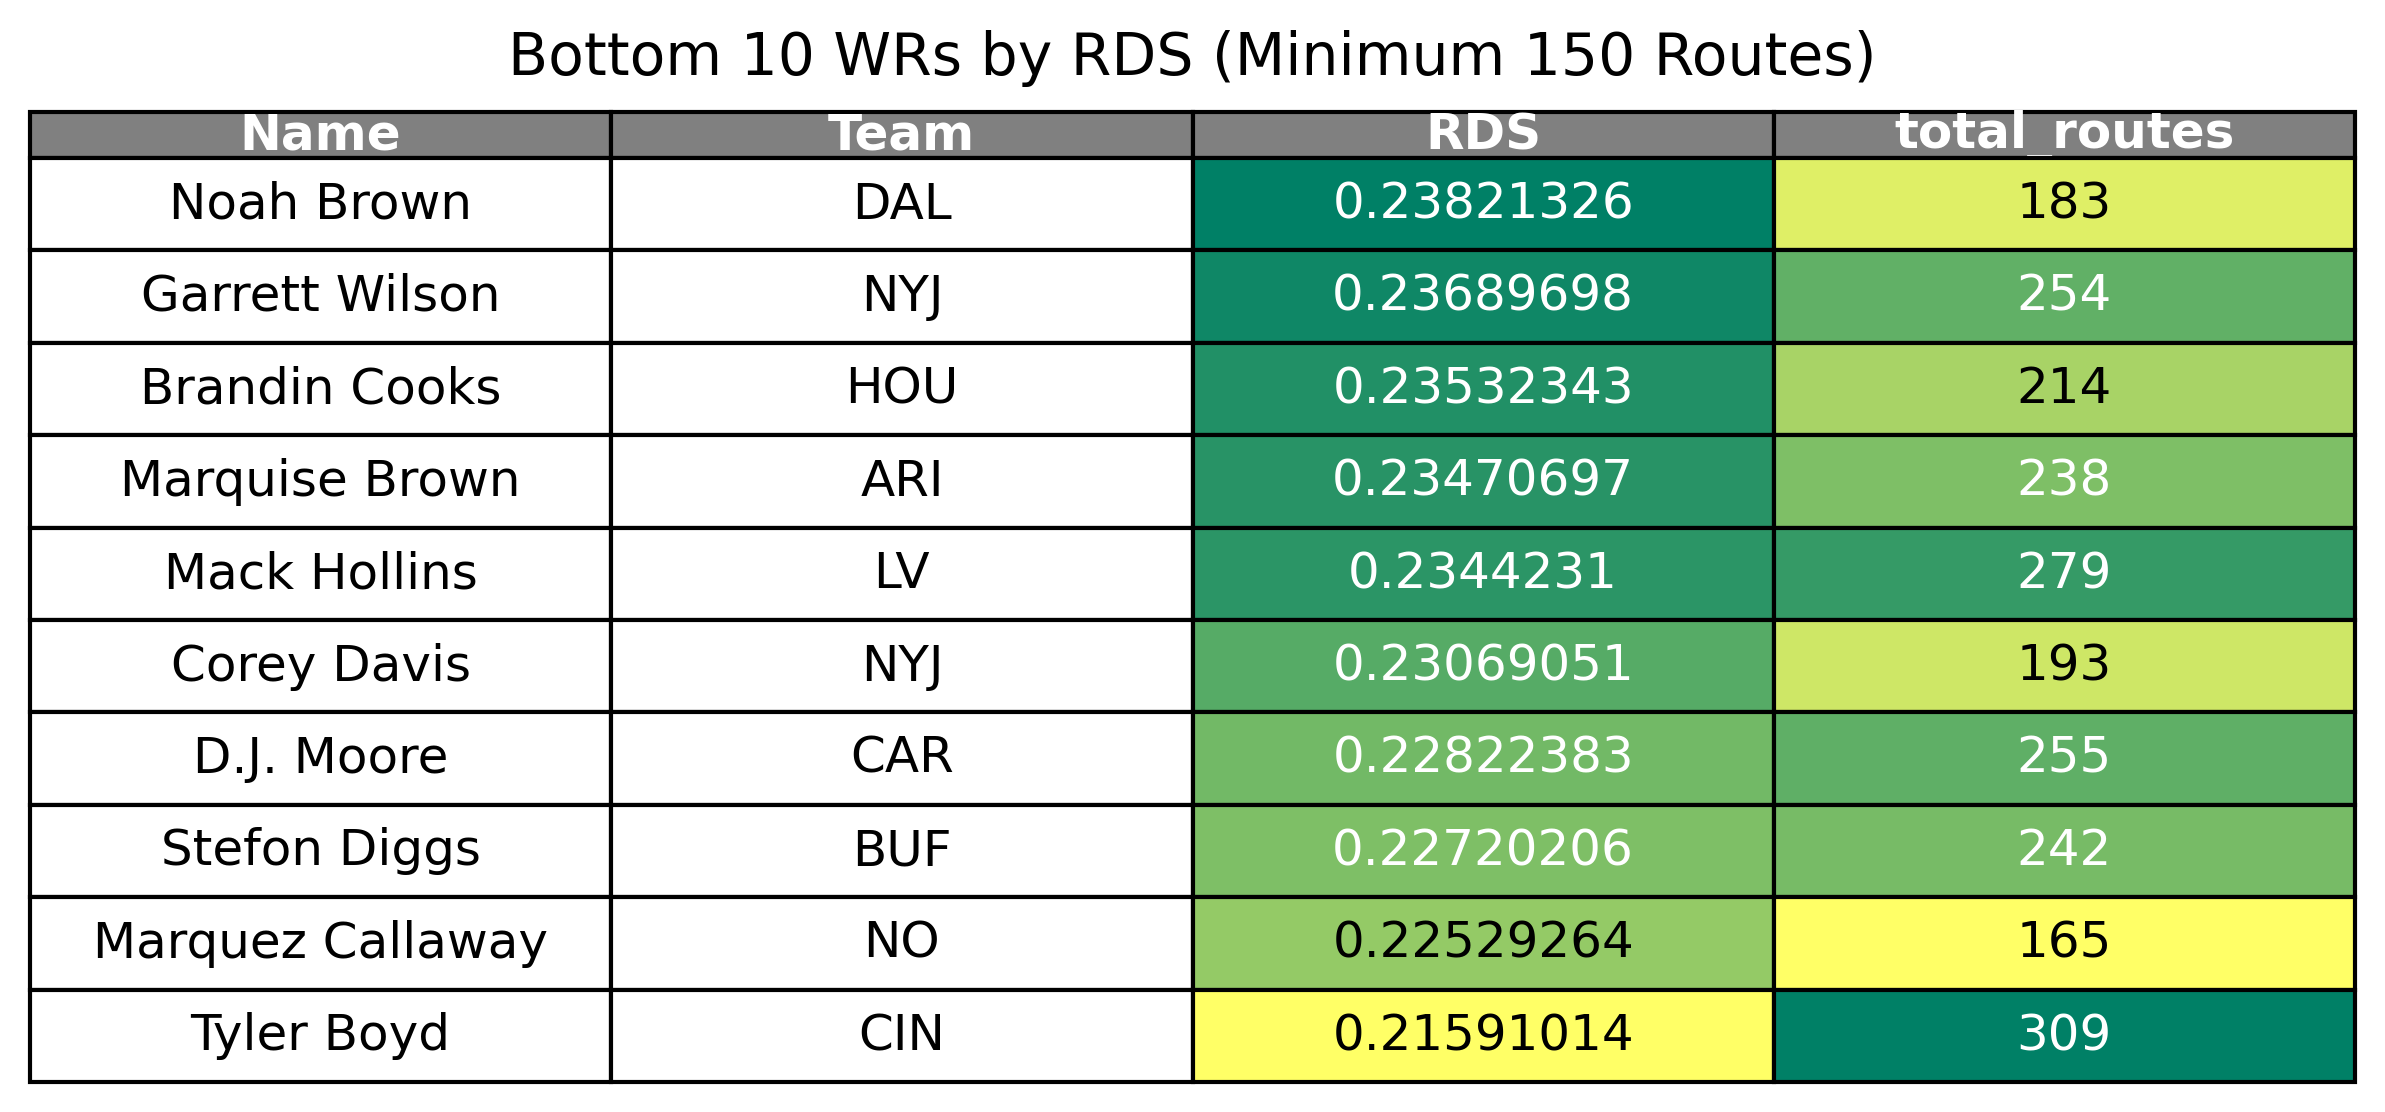 Bottom 10 WRs by RDS (Minimum 150 Routes)
Name Team RDS total_routes
Noah Brown DAL 0.23821326 183
Garrett Wilson NYJ 0.23689698 254
Brandin Cooks HOU 0.23532343 214
Marquise Brown ARI 0.23470697 238
Mack Hollins LV 0.2344231 279
Corey Davis NYJ 0.23069051 193
D.J. Moore CAR 0.22822383 255
Stefon Diggs BUF 0.22720206 242
Marquez Callaway NO 0.22529264 165
Tyler Boyd CIN 0.21591014 309